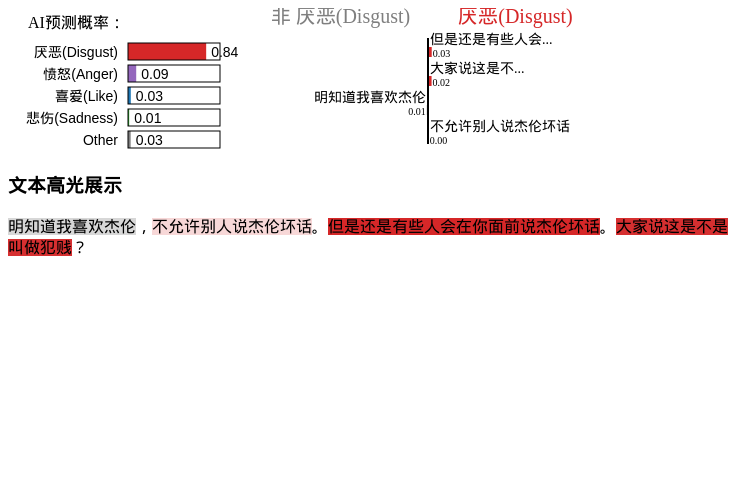 AI预测概率：
厌恶(Disgust) 0.84
愤怒(Anger) 0.09
喜爱(Like) 0.03
悲伤(Sadness) 0.01
Other 0.03
非 厌恶(Disgust) 厌恶(Disgust)
但是还是有些人会...
0.03
大家说这是不...
0.02
明知道我喜欢杰伦
0.01
不允许别人说杰伦坏话
0.00
文本高光展示
明知道我喜欢杰伦，不允许别人说杰伦坏话。但是还是有些人会在你面前说杰伦坏话。大家说这是不是
叫做犯贱？